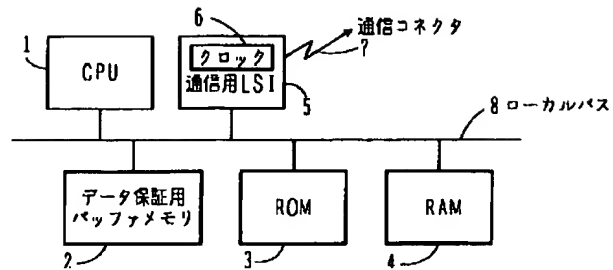 6
通信コネクタ
1
CPU
クロック
7
通信用LSI
5
8 ローカルバス
データ保証用
バッファメモリ
ROM
RAM
2
3
4